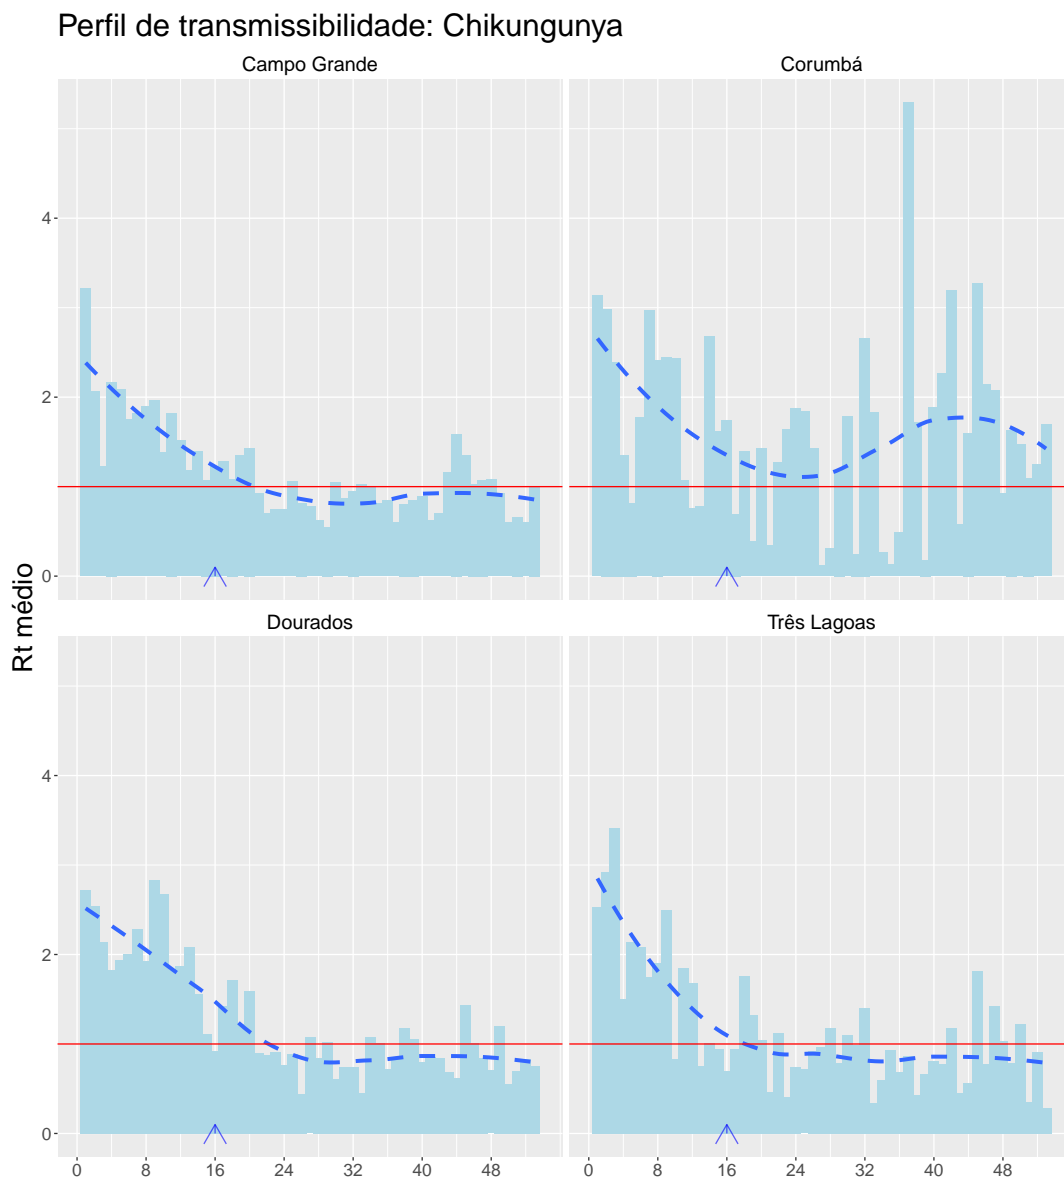 Perfil de transmissibilidade: Chikungunya
Campo Grande
Corumbá
4
2
0
Rt médio
Dourados
Três Lagoas
4
2
0
0 8 16 24 32 40 48
0 8 16 24 32 40 48